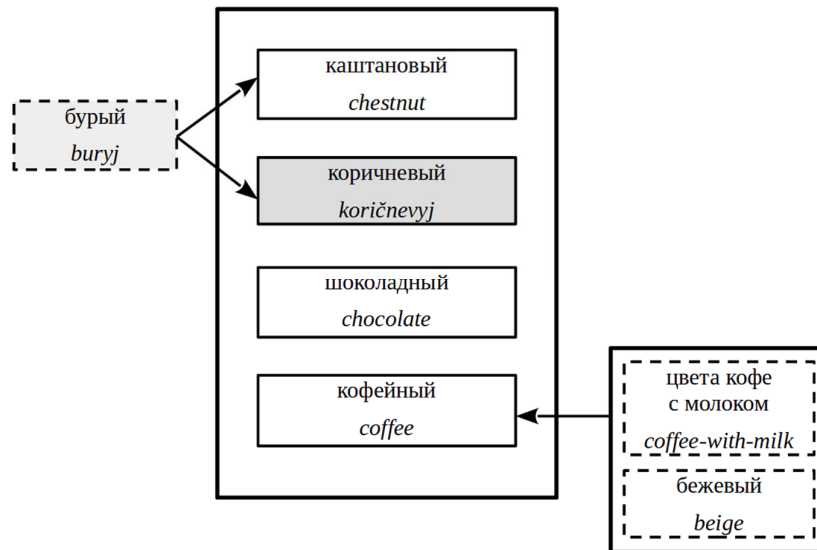 каштановый
chestnut
бурый
buryj
коричневый
koričnevyj
шоколадный
chocolate
кофейный
coffee
цвета кофе
с молоком
coffee-with-milk
бежевый
beige